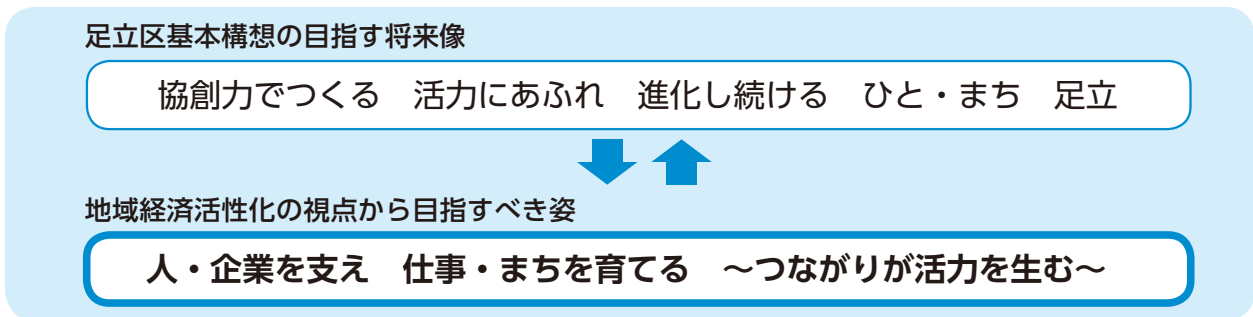 足立区基本構想の目指す将来像
協創力でつくる　活力にあふれ　進化し続ける　ひと・まち　足立
地域経済活性化の視点から目指すべき姿
人・企業を支え　仕事・まちを育てる　～つながりが活力を生む～